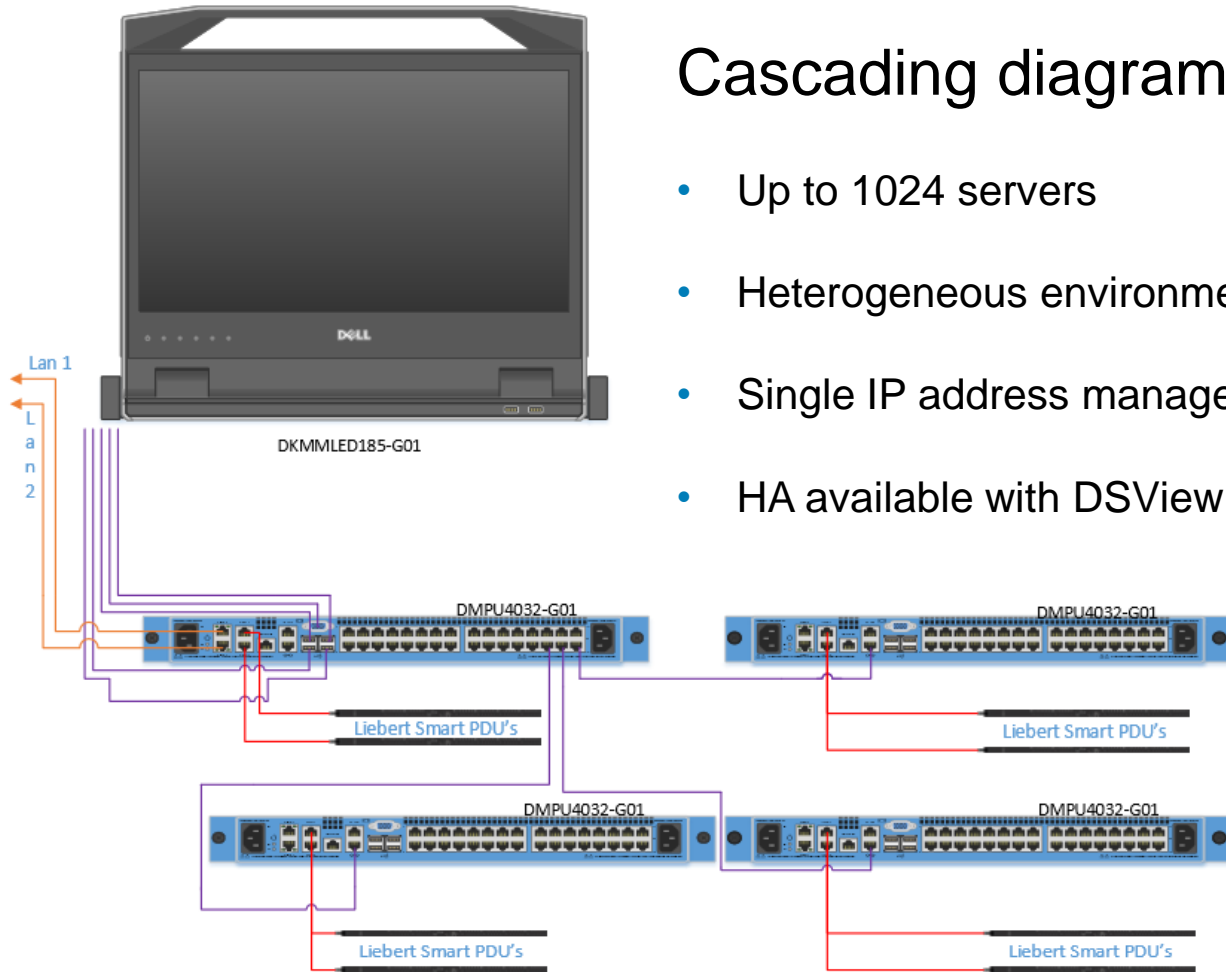 Cascading diagram
• Up to 1024 servers
• Heterogeneous environme
• Single IP address manage
• HA available with DSView
DELL
Lan 1
Lan 2
DKMMLED185-G01
DMPU4032-G01
DMPU4032-G01
Liebert Smart PDU's
Liebert Smart PDU's
DMPU4032-G01
DMPU4032-G01
Liebert Smart PDU's
Liebert Smart PDU's